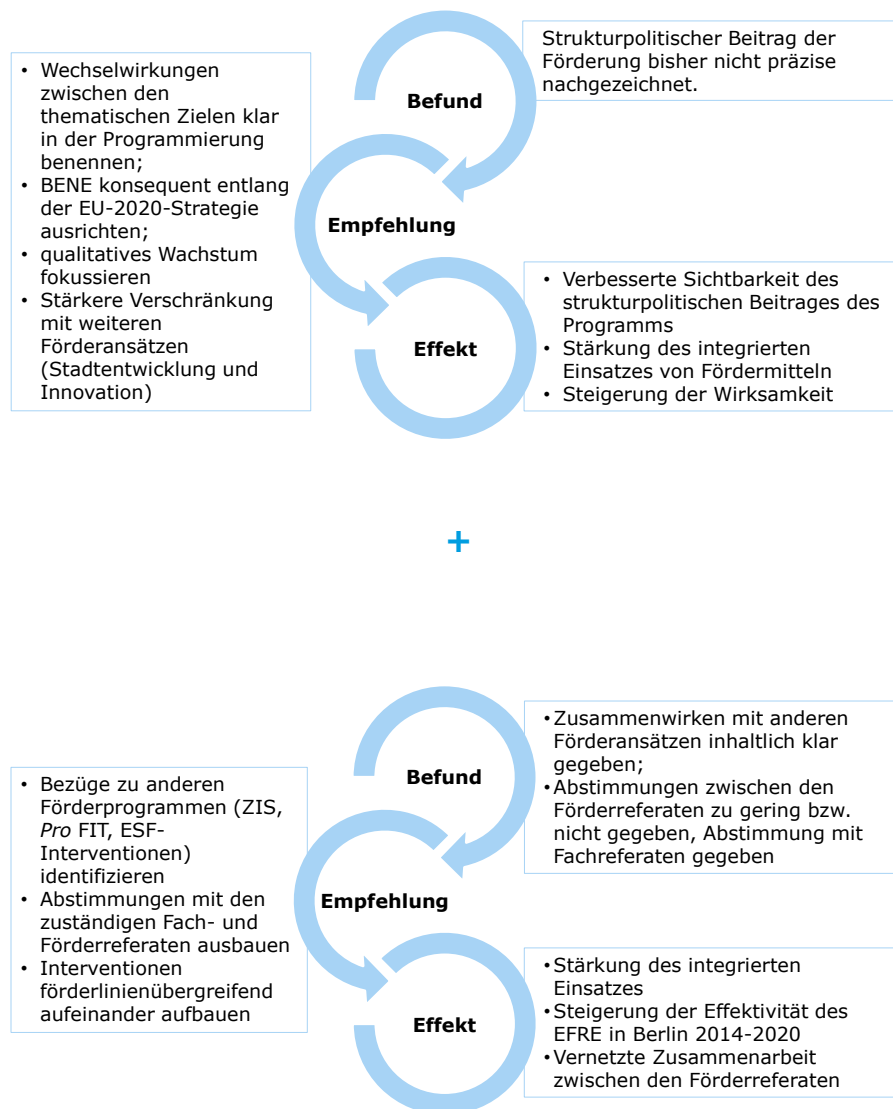 Befund
Strukturpolitischer Beitrag der
Förderung bisher nicht präzise
nachgezeichnet.
Empfehlung
• Wechselwirkungen
zwischen den
thematischen Zielen klar
in der Programmierung
benennen;
• BENE konsequent entlang
der EU-2020-Strategie
ausrichten;
• qualitatives Wachstum
fokussieren
• Stärkere Verschränkung
mit weiteren
Förderansätzen
(Stadtentwicklung und
Innovation)
Effekt
• Verbesserte Sichtbarkeit des
strukturpolitischen Beitrages des
Programms
• Stärkung des integrierten
Einsatzes von Fördermitteln
• Steigerung der Wirksamkeit
+
Befund
• Zusammenwirken mit anderen
Förderansätzen inhaltlich klar
gegeben;
• Abstimmungen zwischen den
Förderreferaten zu gering bzw.
nicht gegeben, Abstimmung mit
Fachreferaten gegeben
Empfehlung
• Bezüge zu anderen
Förderprogrammen (ZIS,
Pro FIT, ESF-
Interventionen)
identifizieren
• Abstimmungen mit den
zuständigen Fach- und
Förderreferaten ausbauen
• Interventionen
förderlinienübergreifend
aufeinander aufbauen
Effekt
• Stärkung des integrierten
Einsatzes
• Steigerung der Effektivität des
EFRE in Berlin 2014-2020
• Vernetzte Zusammenarbeit
zwischen den Förderreferaten